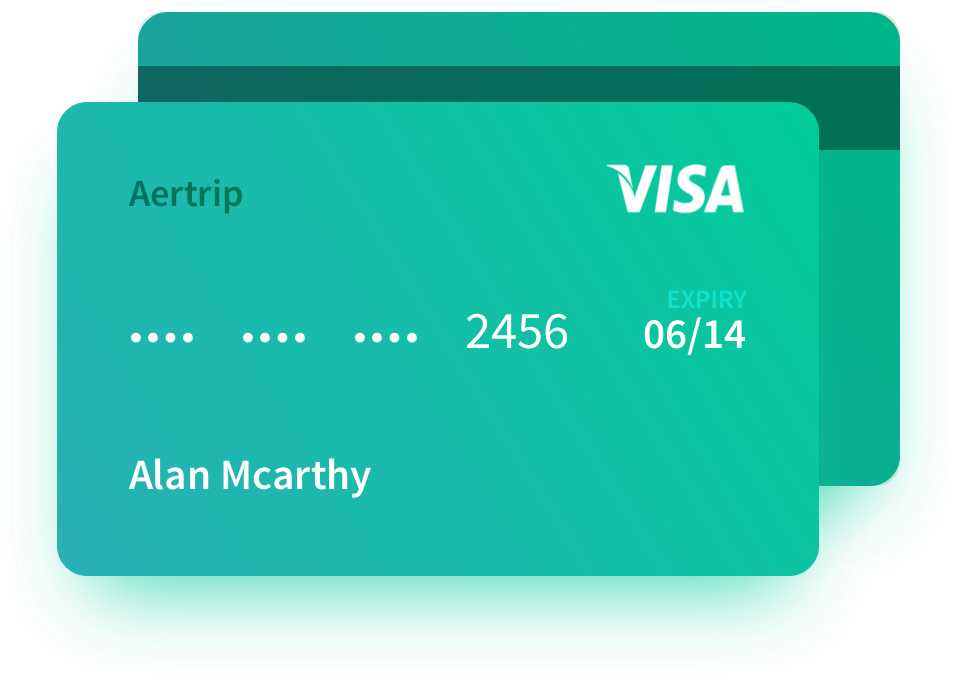 Aertrip
VISA
EXPIRY
•••• •••• •••• 2456 06/14
Alan Mcarthy